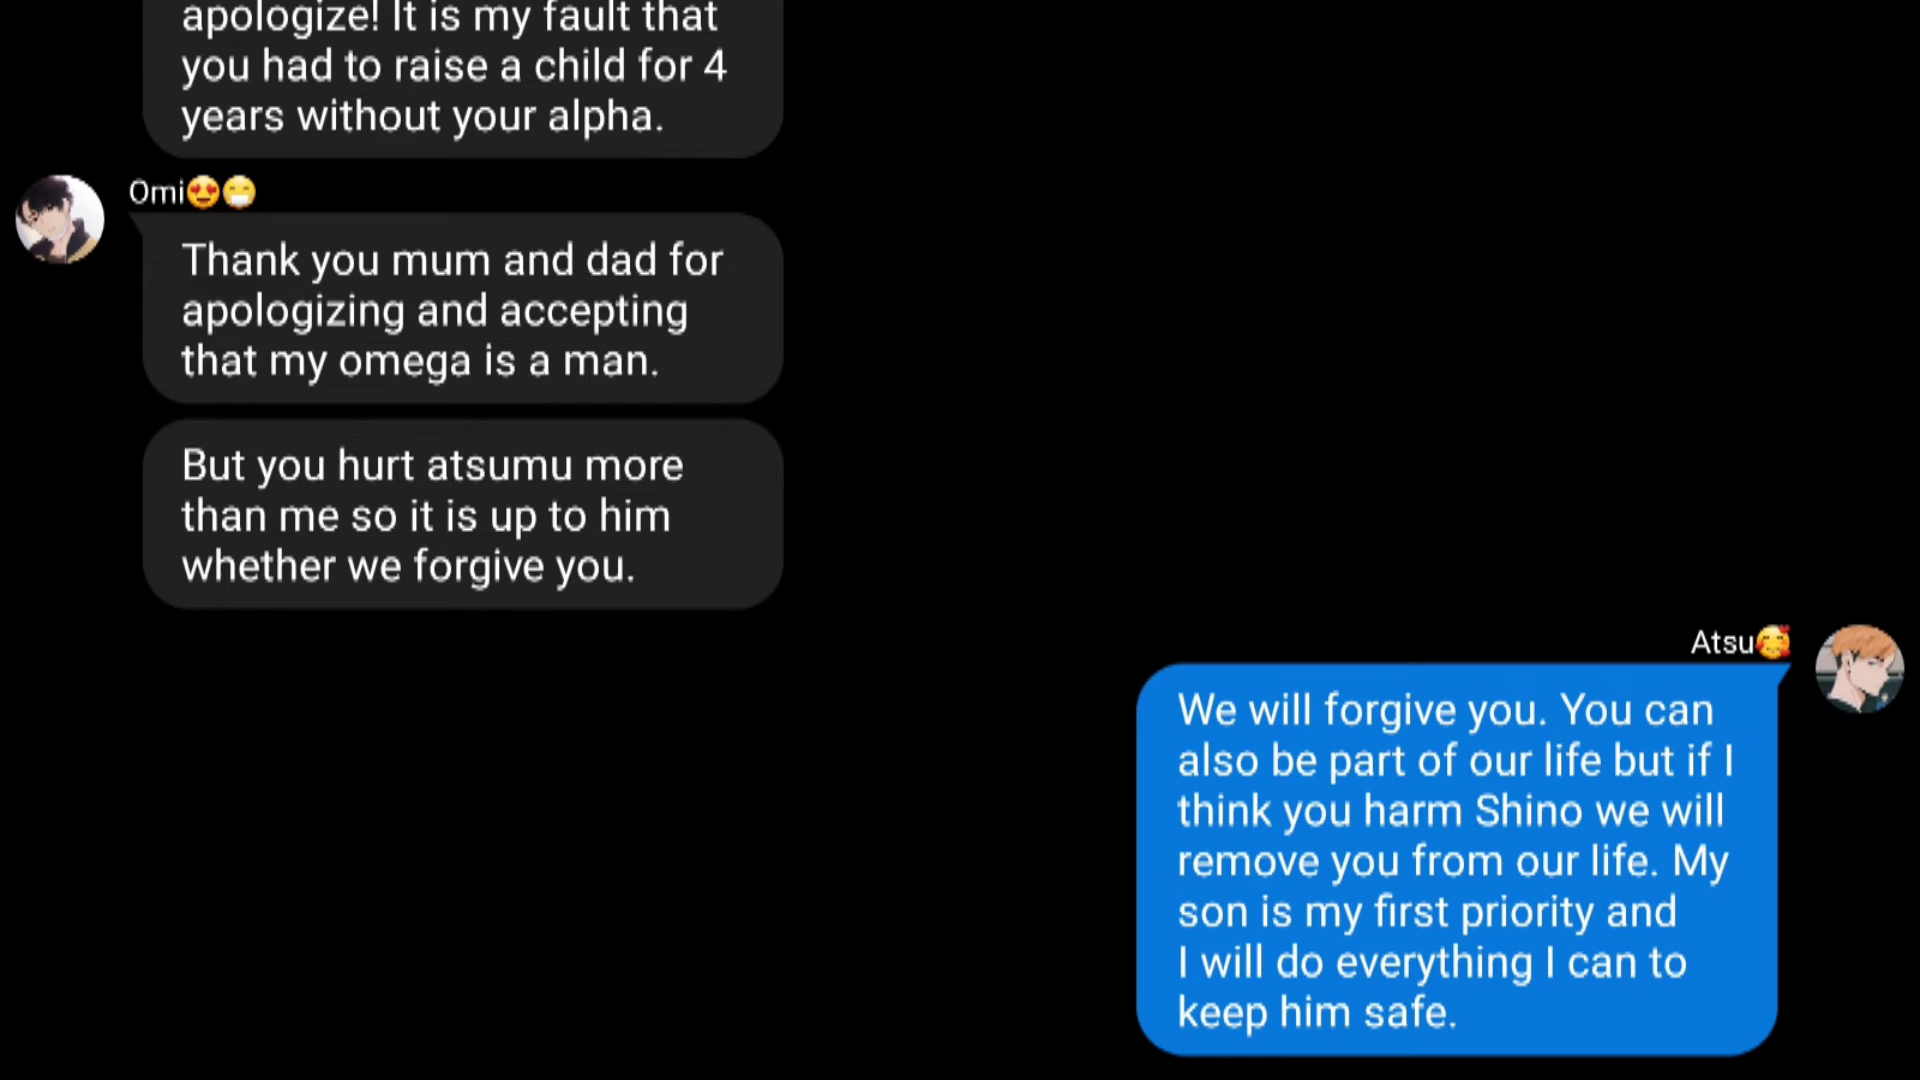 apologize! It is my fault that
you had to raise a child for 4
years without your alpha.
Omi😍😷
Thank you mum and dad for
apologizing and accepting
that my omega is a man.
But you hurt atsumu more
than me so it is up to him
whether we forgive you.
Atsu🥰
We will forgive you. You can
also be part of our life but if I
think you harm Shino we will
remove you from our life. My
son is my first priority and
I will do everything I can to
keep him safe.